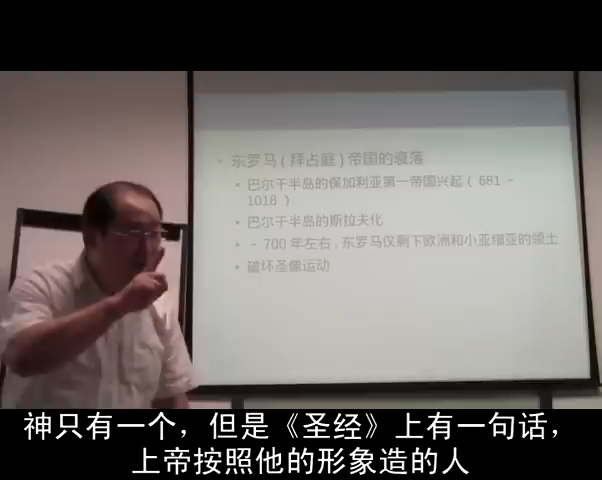 东罗马（拜占庭）帝国的衰落
巴尔干半岛的保加利亚第一帝国兴起（681 -
1018 ）
巴尔干半岛的斯拉夫化
~ 700 年左右，东罗马仅剩下欧洲和小亚细亚的领土
破坏圣像运动
神只有一个，但是《圣经》上有一句话，
上帝按照他的形象造的人